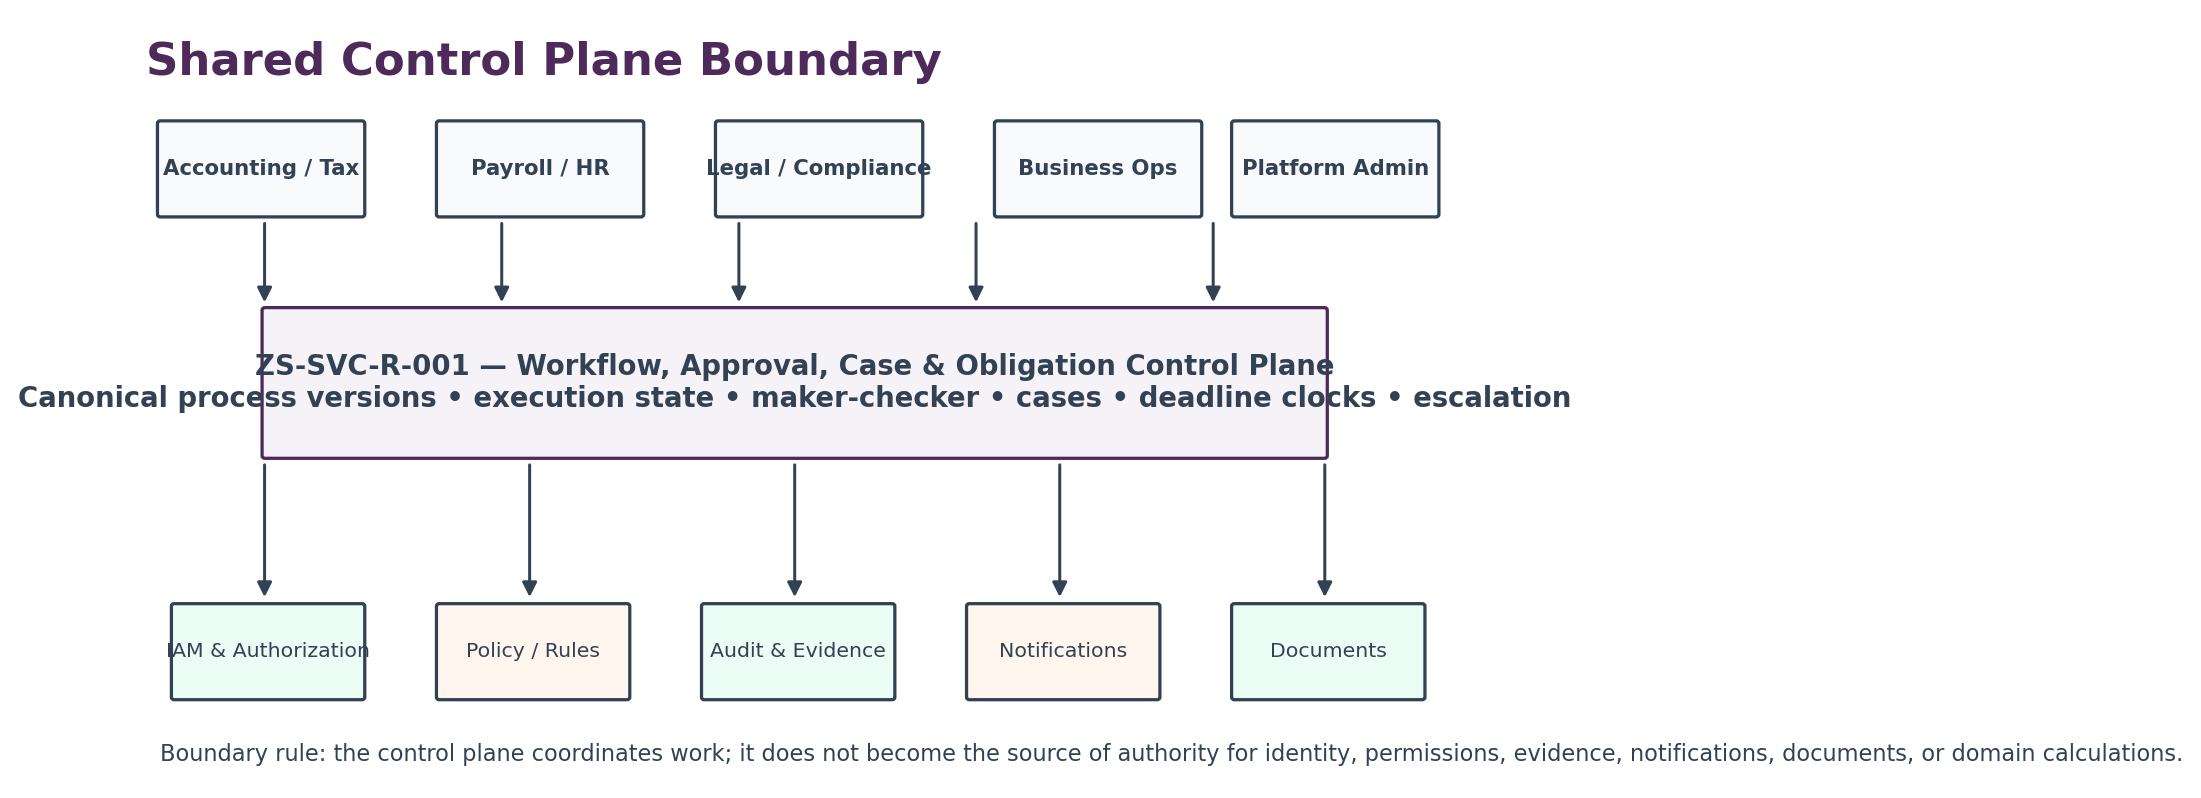 Shared Control Plane Boundary
Accounting / Tax
Payroll / HR
Legal / Compliance
Business Ops
Platform Admin
ZS-SVC-R-001 — Workflow, Approval, Case & Obligation Control Plane
Canonical process versions • execution state • maker-checker • cases • deadline clocks • escalation
IAM & Authorization
Policy / Rules
Audit & Evidence
Notifications
Documents
Boundary rule: the control plane coordinates work; it does not become the source of authority for identity, permissions, evidence, notifications, documents, or domain calculations.